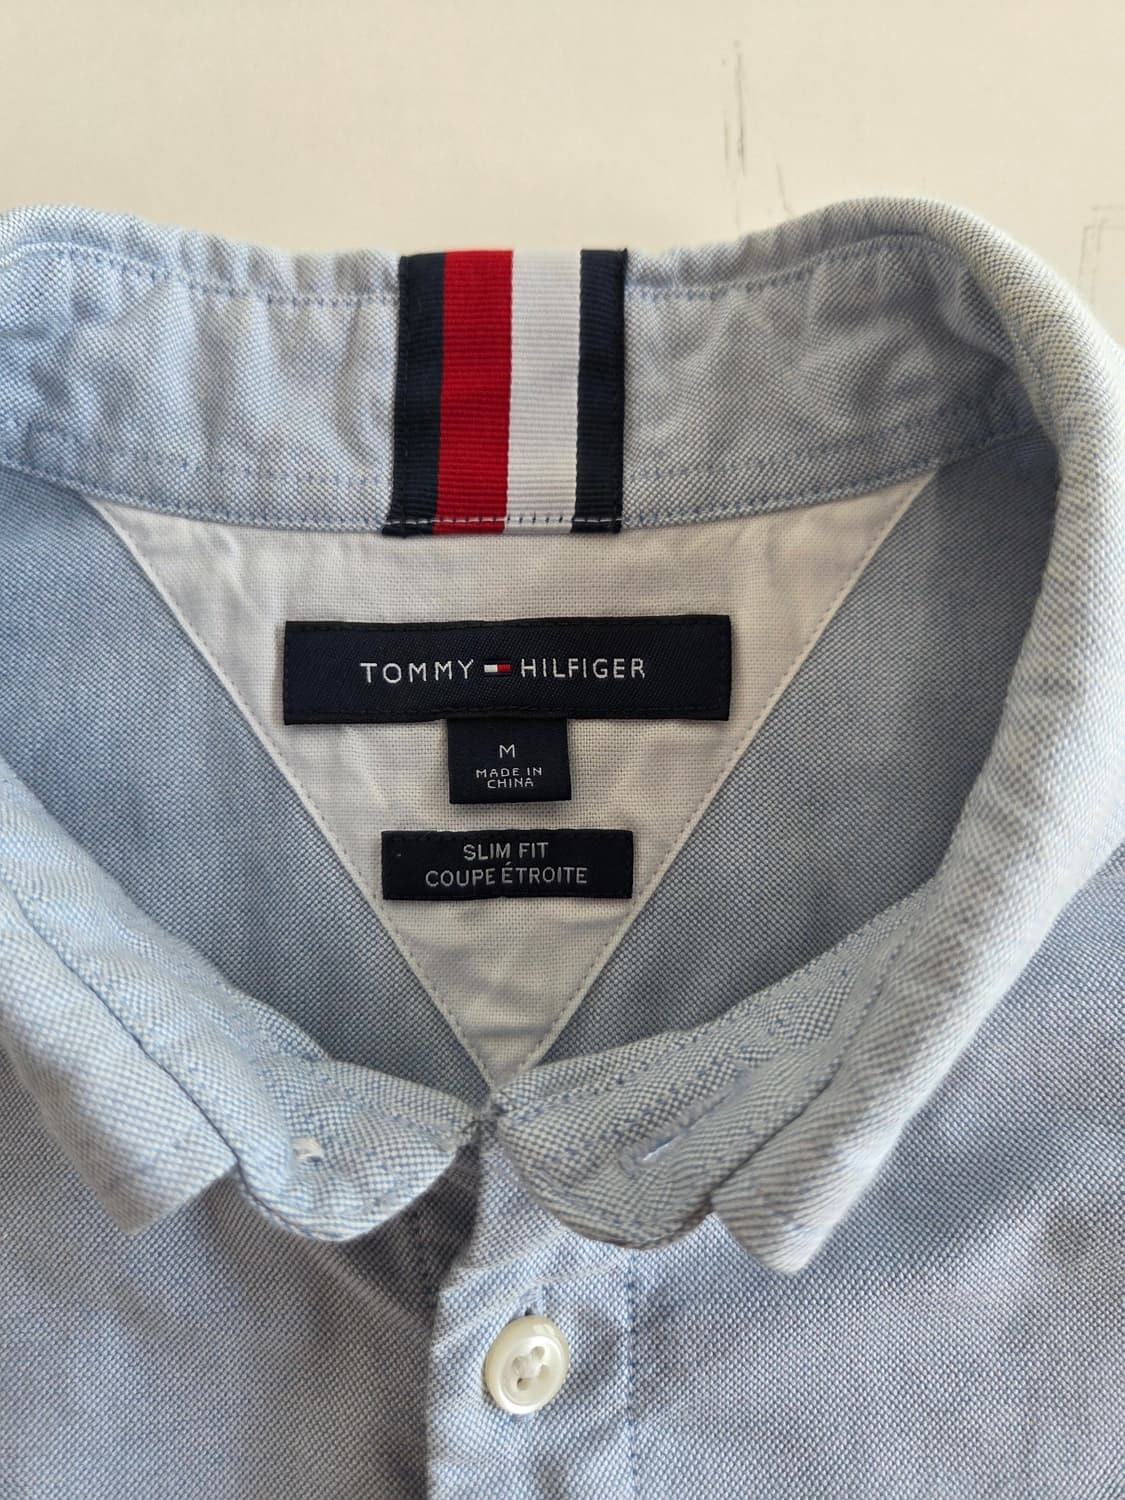 TOMMY HILFIGER
M
MADE IN
CHINA
SLIM FIT
COUPE ÉTROITE